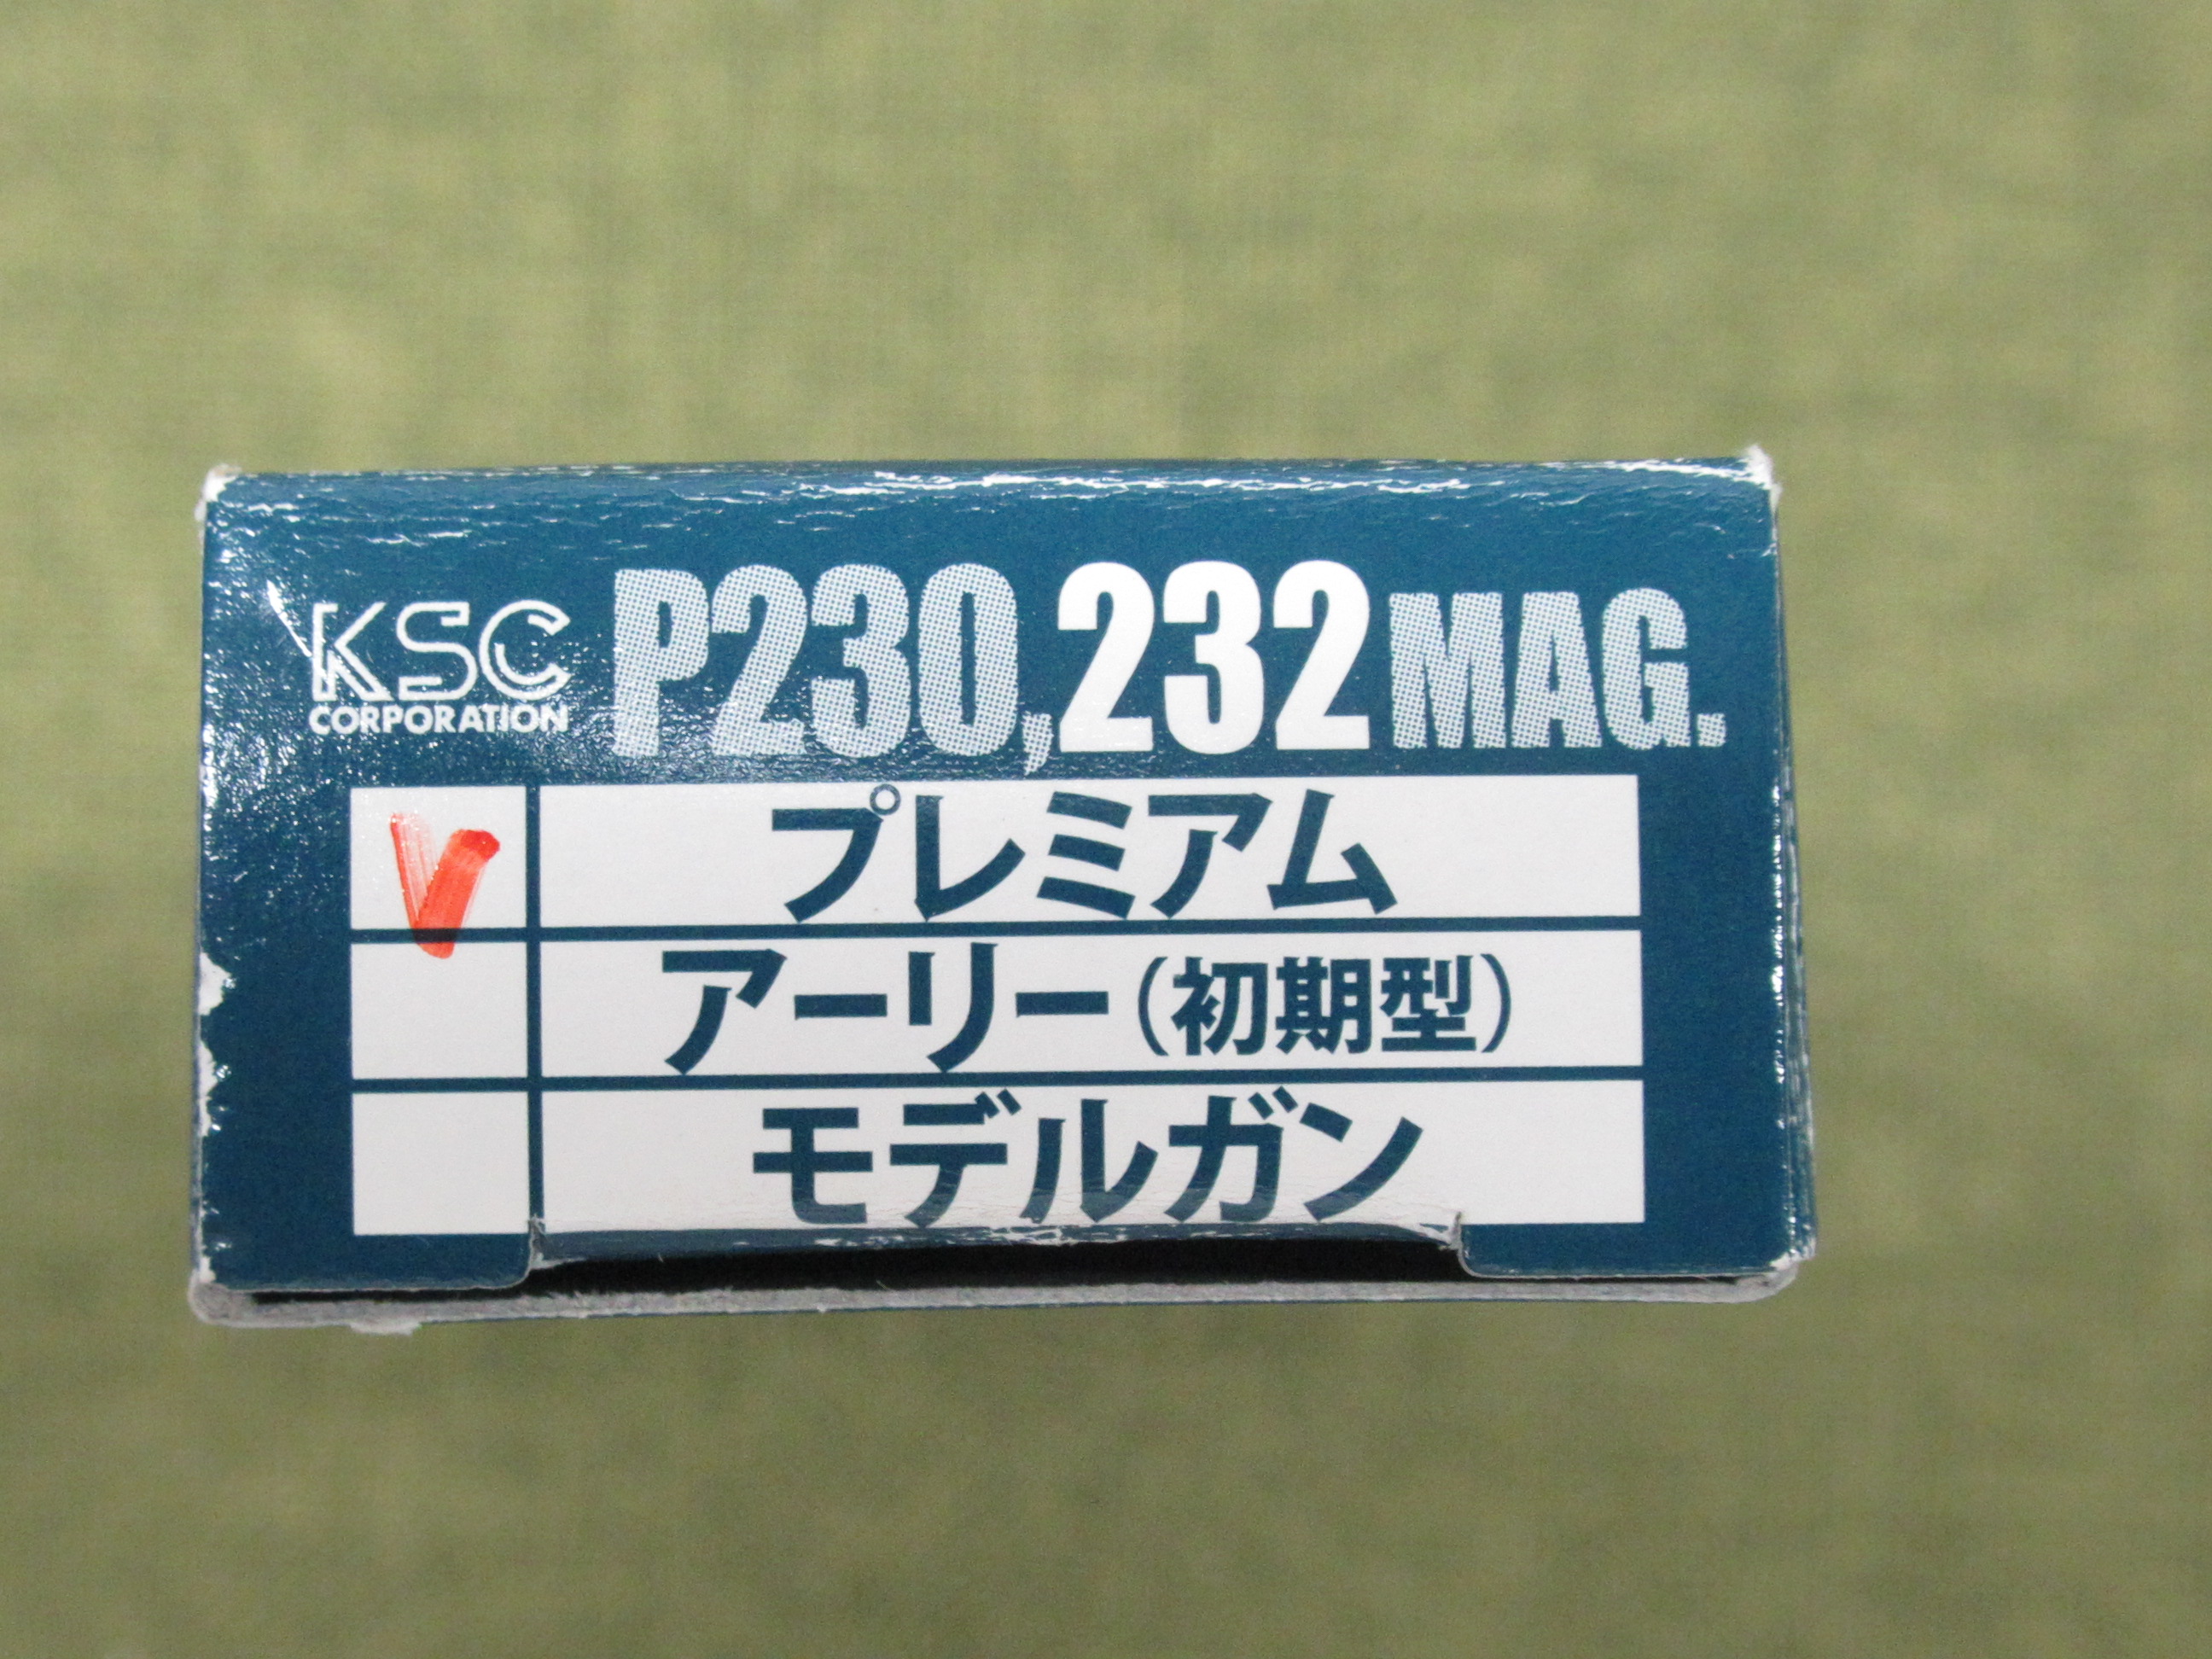 KSC
CORPORATION
P230,232 MAG.
プレミアム
アーリー(初期型)
モデルガン